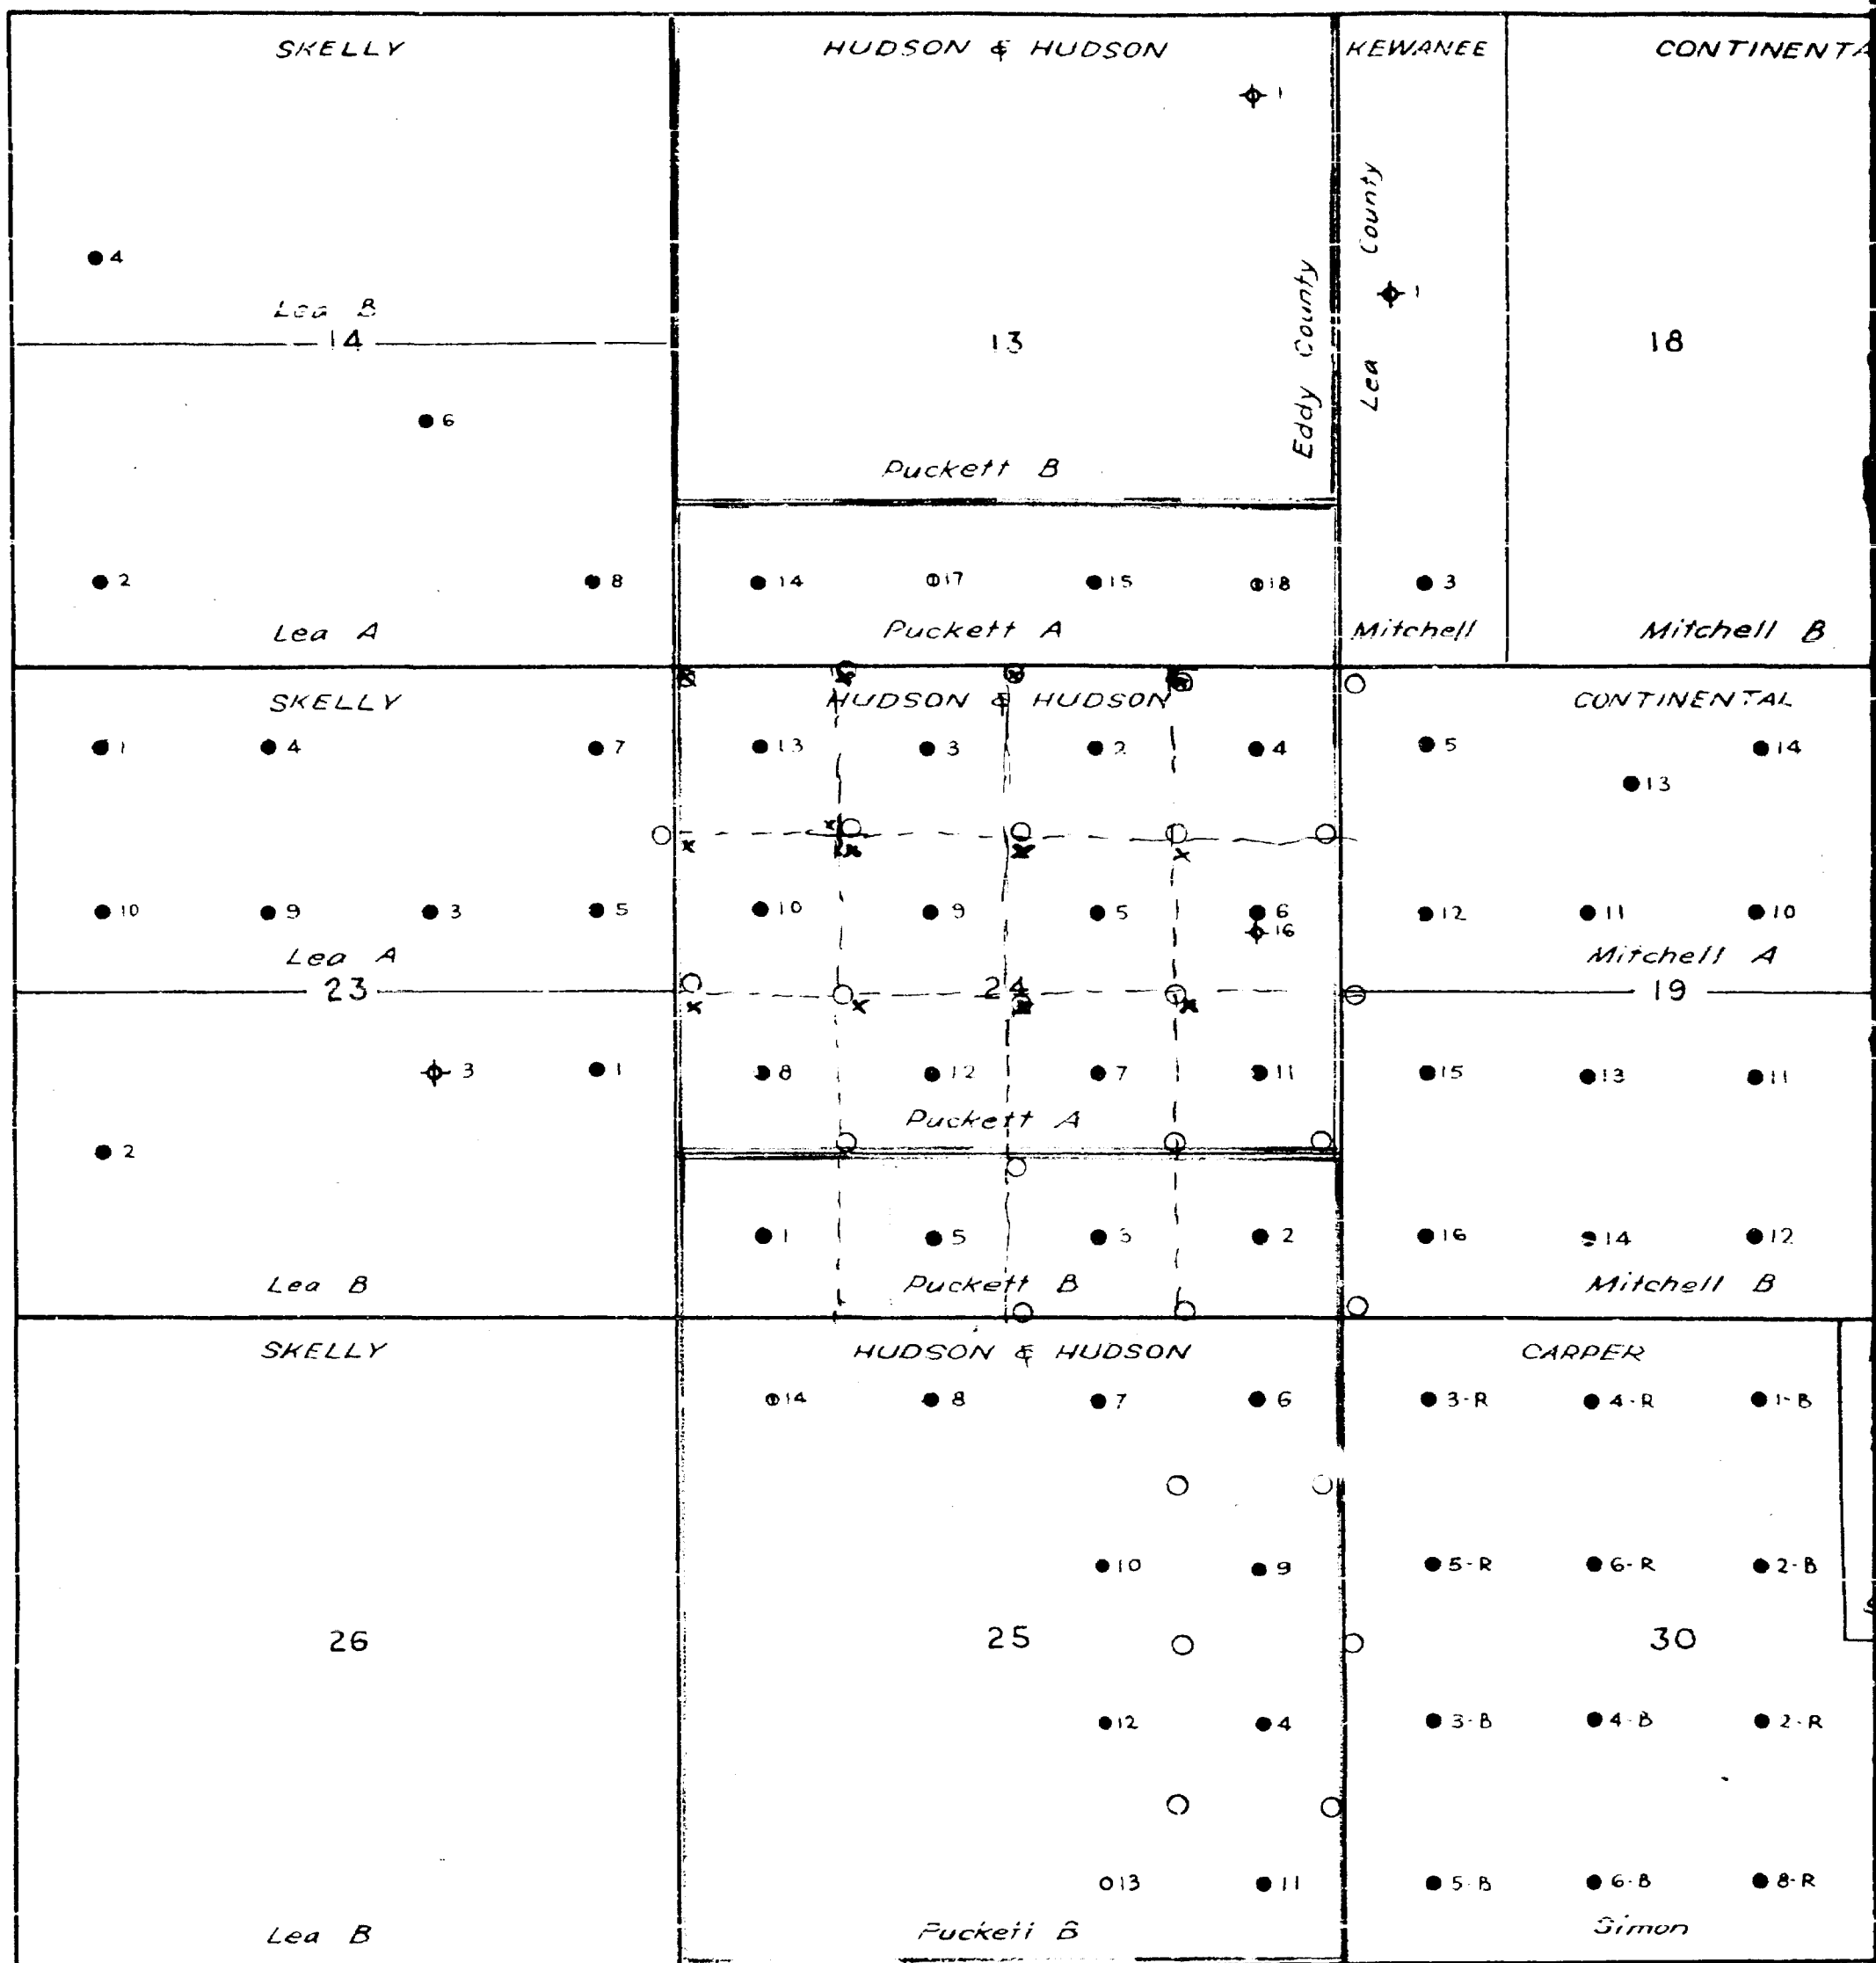 SKELLY
HUDSON & HUDSON
KEWANEE
CONTINENTA
1
Lea County
Eddy County
4
1
Lea B
14
13
18
6
Puckett B
2
8
14
17
15
18
3
Lea A
Puckett A
Mitchell
Mitchell B
SKELLY
HUDSON & HUDSON
CONTINENTAL
1
4
7
13
3
2
4
5
13
14
10
9
3
5
10
9
5
6
16
12
11
10
Lea A
Mitchell A
23
24
19
3
1
8
12
7
11
15
13
11
Puckett A
2
1
5
3
2
16
14
12
Lea B
Puckett B
Mitchell B
SKELLY
HUDSON & HUDSON
CARPER
14
8
7
6
3-R
4-R
1-B
10
9
5-R
6-R
2-B
26
25
30
12
4
3-B
4-B
2-R
13
11
5-B
6-B
8-R
Lea B
Puckett B
Simon